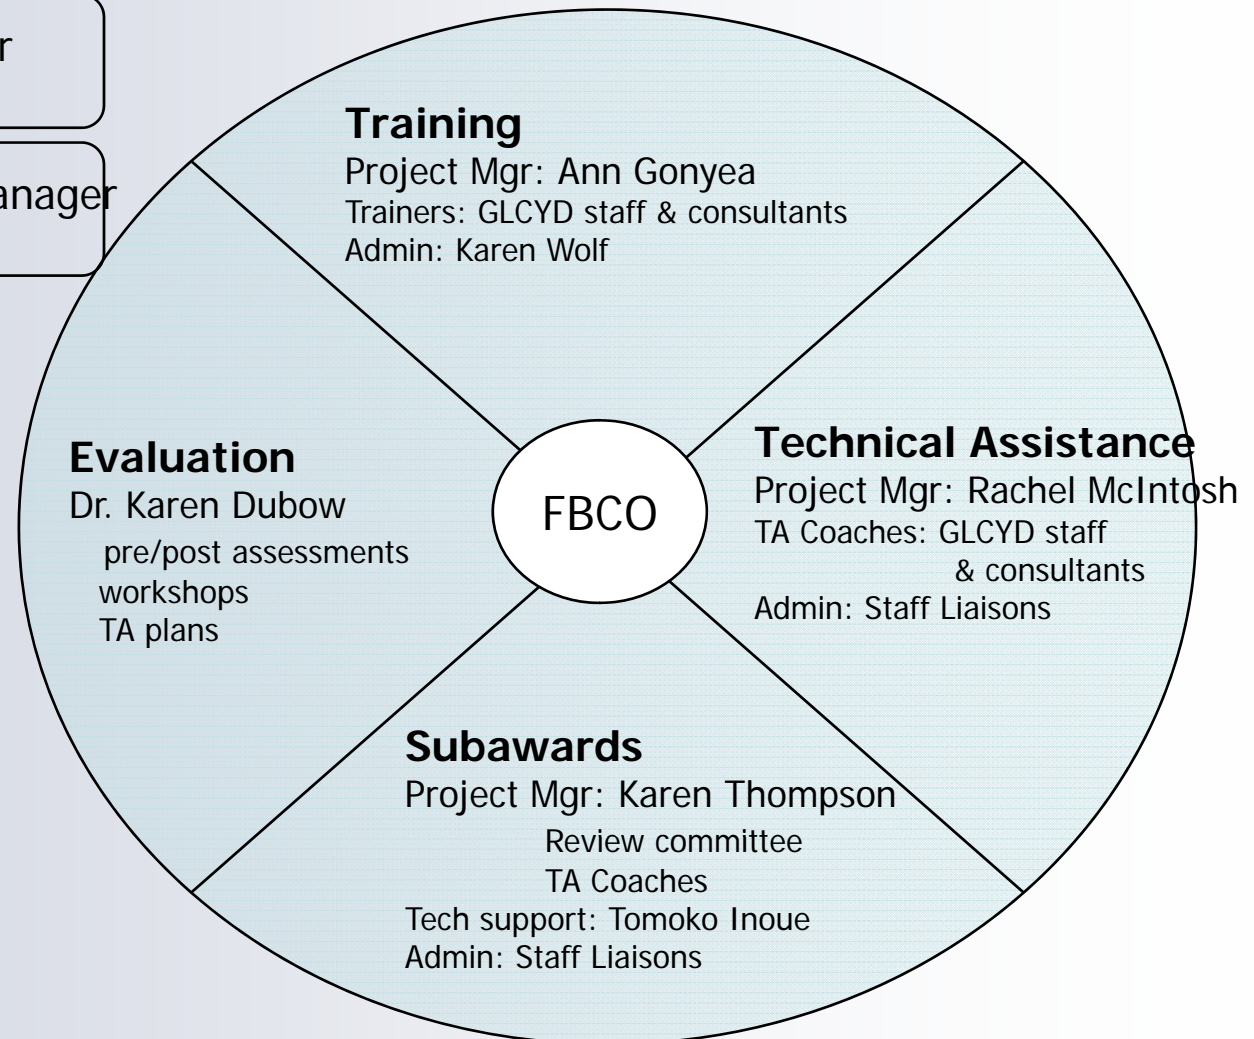 Training
Project Mgr: Ann Gonyea
Trainers: GLCYD staff & consultants
Admin: Karen Wolf
Evaluation
Dr. Karen Dubow
pre/post assessments
workshops
TA plans
FBCO
Technical Assistance
Project Mgr: Rachel McIntosh
TA Coaches: GLCYD staff
& consultants
Admin: Staff Liaisons
Subawards
Project Mgr: Karen Thompson
Review committee
TA Coaches
Tech support: Tomoko Inoue
Admin: Staff Liaisons